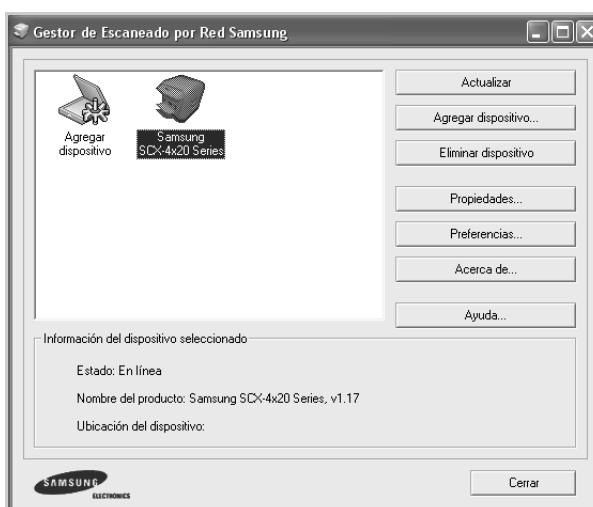 Gestor de Escaneado por Red Samsung
Agregar
dispositivo
Samsung
SCX-4x20 Series
Actualizar
Agregar dispositivo...
Eliminar dispositivo
Propiedades...
Preferencias...
Acerca de...
Ayuda...
Información del dispositivo seleccionado
Estado: En línea
Nombre del producto: Samsung SCX-4x20 Series, v1.17
Ubicación del dispositivo:
SAMSUNG
ELECTRONICS
Cerrar